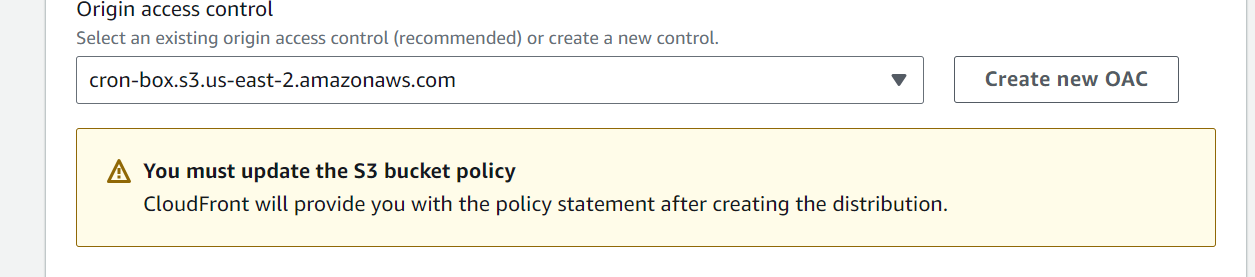 Origin access control
Select an existing origin access control (recommended) or create a new control.
cron-box.s3.us-east-2.amazonaws.com
Create new OAC
You must update the S3 bucket policy
CloudFront will provide you with the policy statement after creating the distribution.